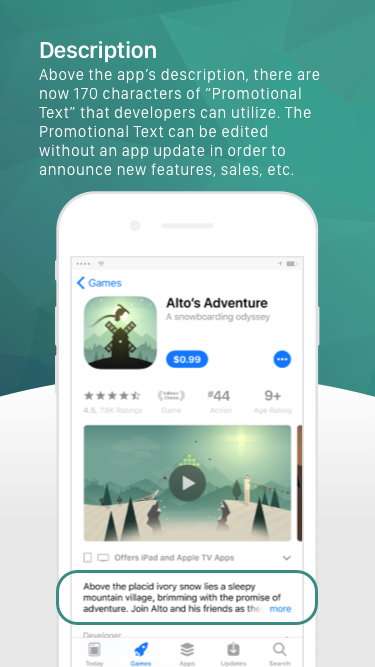 Description
Above the app's description, there are
now 170 characters of “Promotional
Text” that developers can utilize. The
Promotional Text can be edited
without an app update in order to
announce new features, sales, etc.
Games
Alto's Adventure
A snowboarding odyssey
$0.99
#44
9+
4.5, 7.8K Ratings
Game
Action
Age Rating
Offers iPad and Apple TV Apps
Above the placid ivory snow lies a sleepy
mountain village, brimming with the promise of
adventure. Join Alto and his friends as they
more
Developer
Today
Games
Apps
Updates
Search